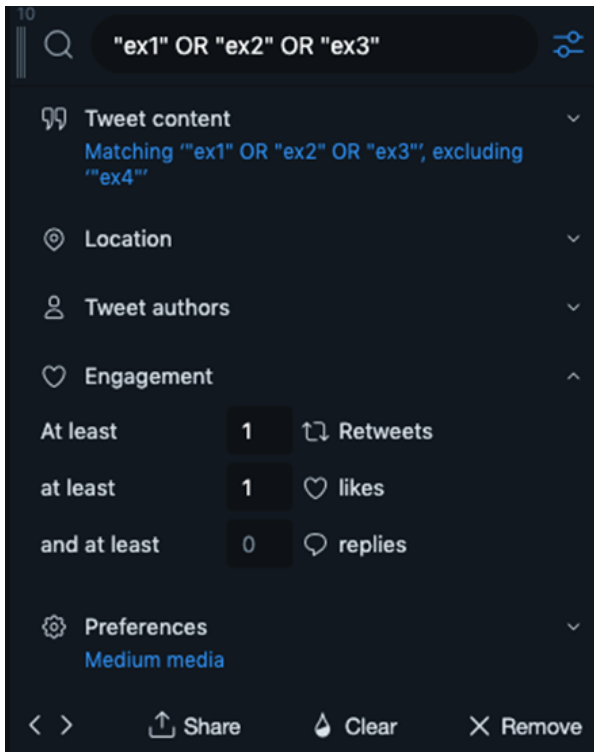 10
"ex1" OR "ex2" OR "ex3"
Tweet content
Matching ‘"ex1" OR "ex2" OR "ex3"’, excluding
‘"ex4"’
Location
Tweet authors
Engagement
At least 1 Retweets
at least 1 likes
and at least 0 replies
Preferences
Medium media
Share Clear Remove